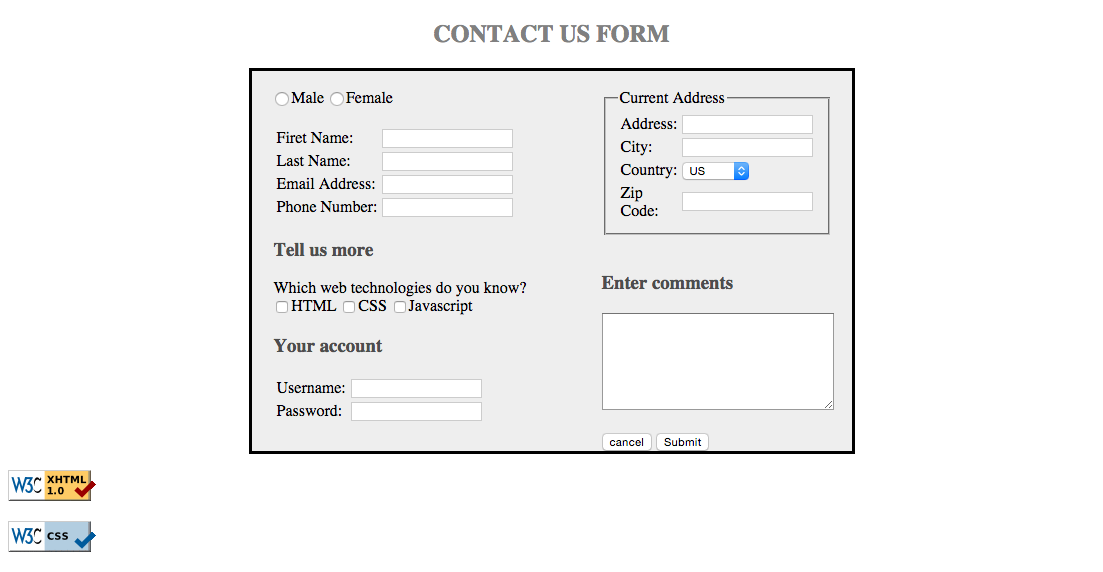 CONTACT US FORM
Male Female
Firet Name:
Last Name:
Email Address:
Phone Number:
Tell us more
Which web technologies do you know?
HTML CSS Javascript
Your account
Username:
Password:
Current Address
Address:
City:
Country: US
Zip
Code:
Enter comments
cancel Submit
W3C XHTML
1.0
W3C CSS